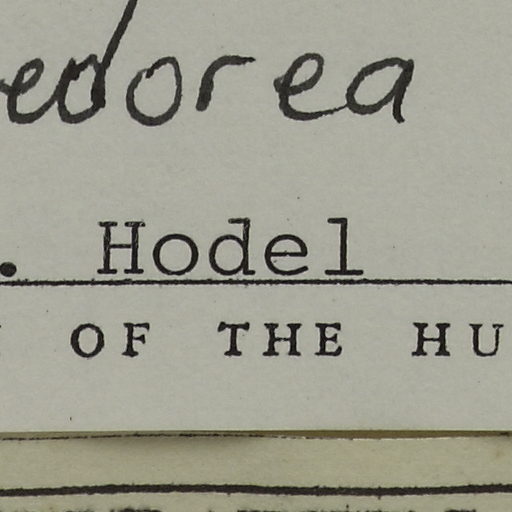 edorea
. Hodel
OF THE HU